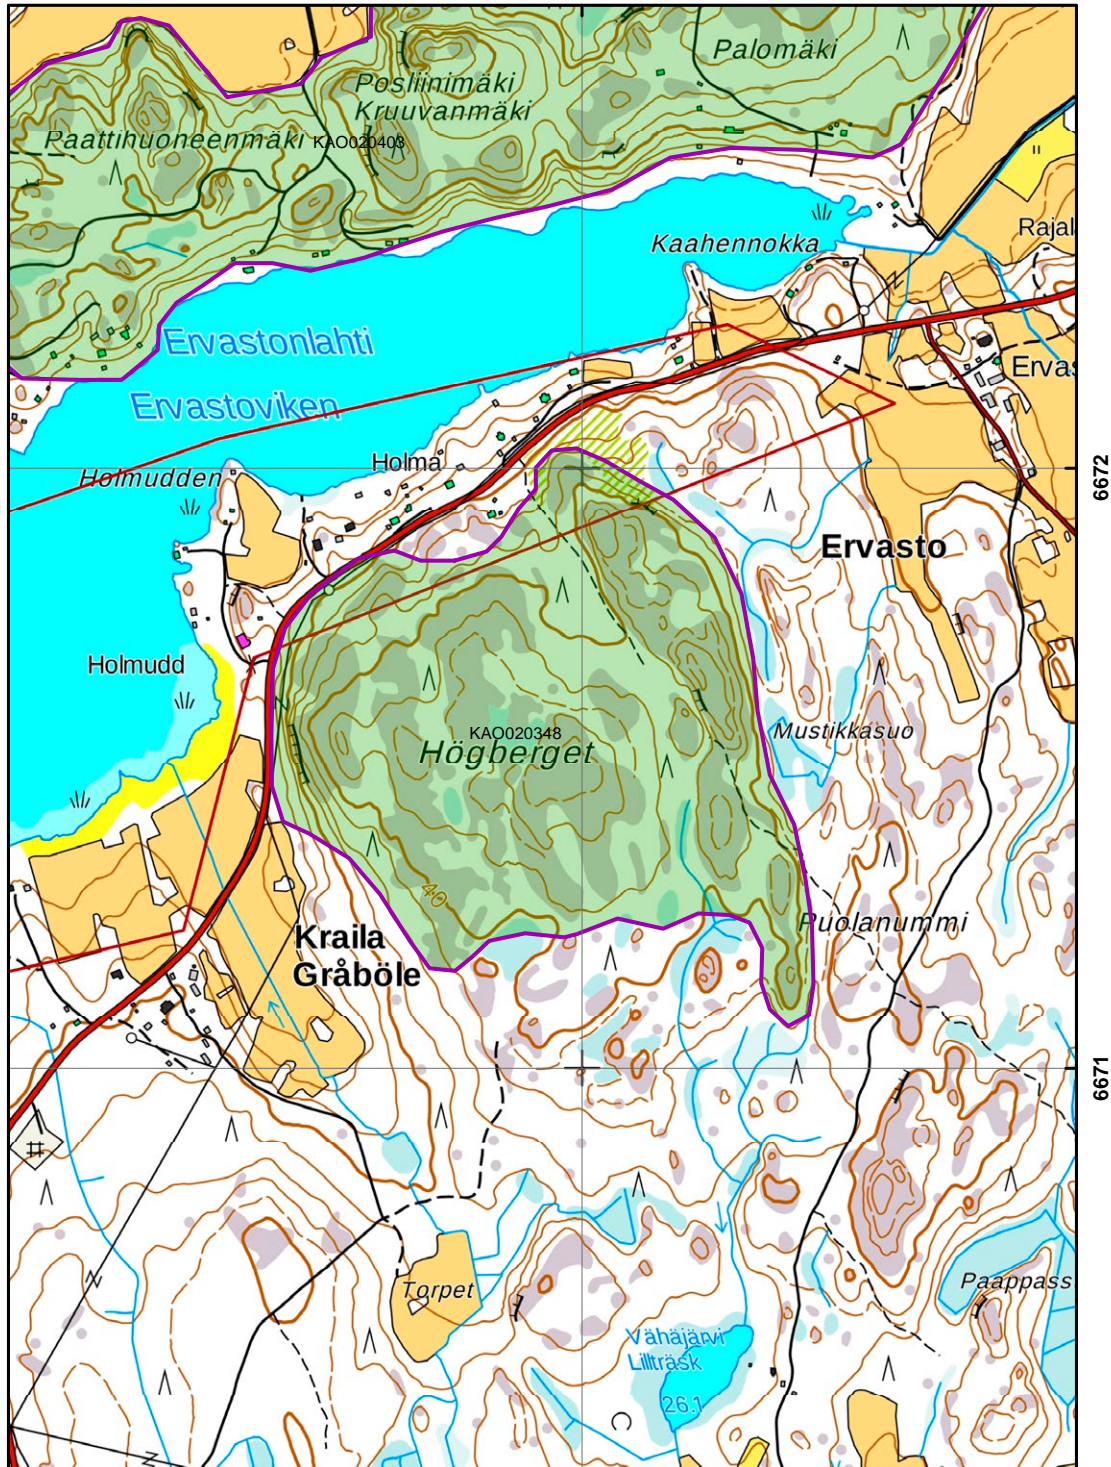 Palomäki
Posliinimäki
Kruuvanmäki
Paattihuoneenmäki
KAO020403
Kaahennokka
Rajal
Ervastonlahti
Ervas
Ervastoviken
Holma
Holmudden
6672
Ervasto
Holmudd
Mustikkasuo
KAO020348
Högberget
40
Puolanummi
Kraila
Gråböle
6671
Torpet
Paappass
Vähäjärvi
Lillträsk
26.1